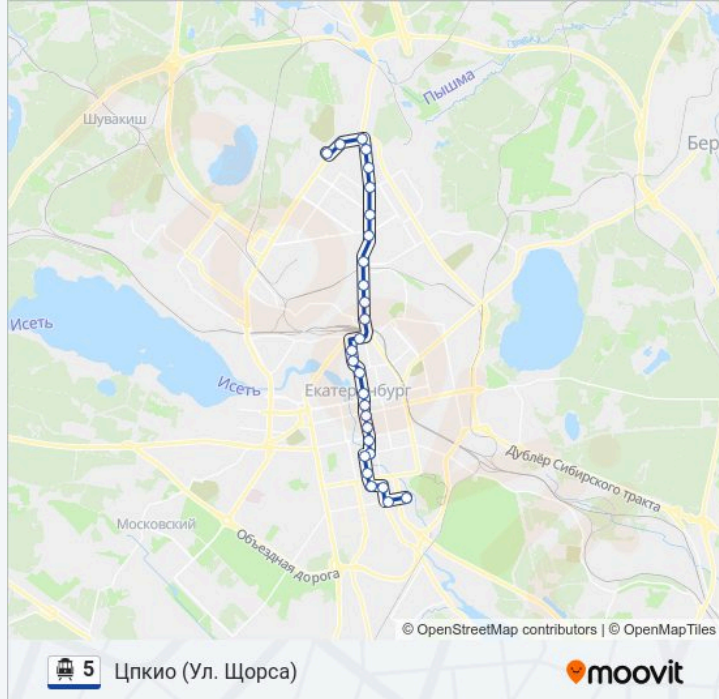 Пышма
Шувакиш
Бер
Исеть
Исеть
Екатеринбург
Дублёр Сибирского тракта
Московский
Объездная дорога
© OpenStreetMap contributors | © OpenMapTiles
5 Цпкио (Ул. Щорса)
moovit